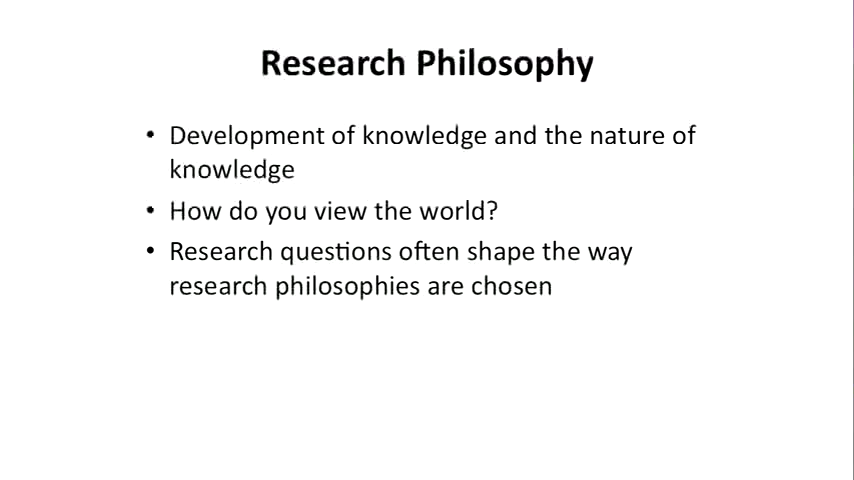 Research Philosophy
• Development of knowledge and the nature of
knowledge
• How do you view the world?
• Research questions often shape the way
research philosophies are chosen